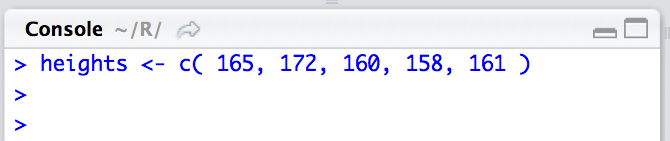 Console ~/R/
> heights <- c( 165, 172, 160, 158, 161 )
>
>